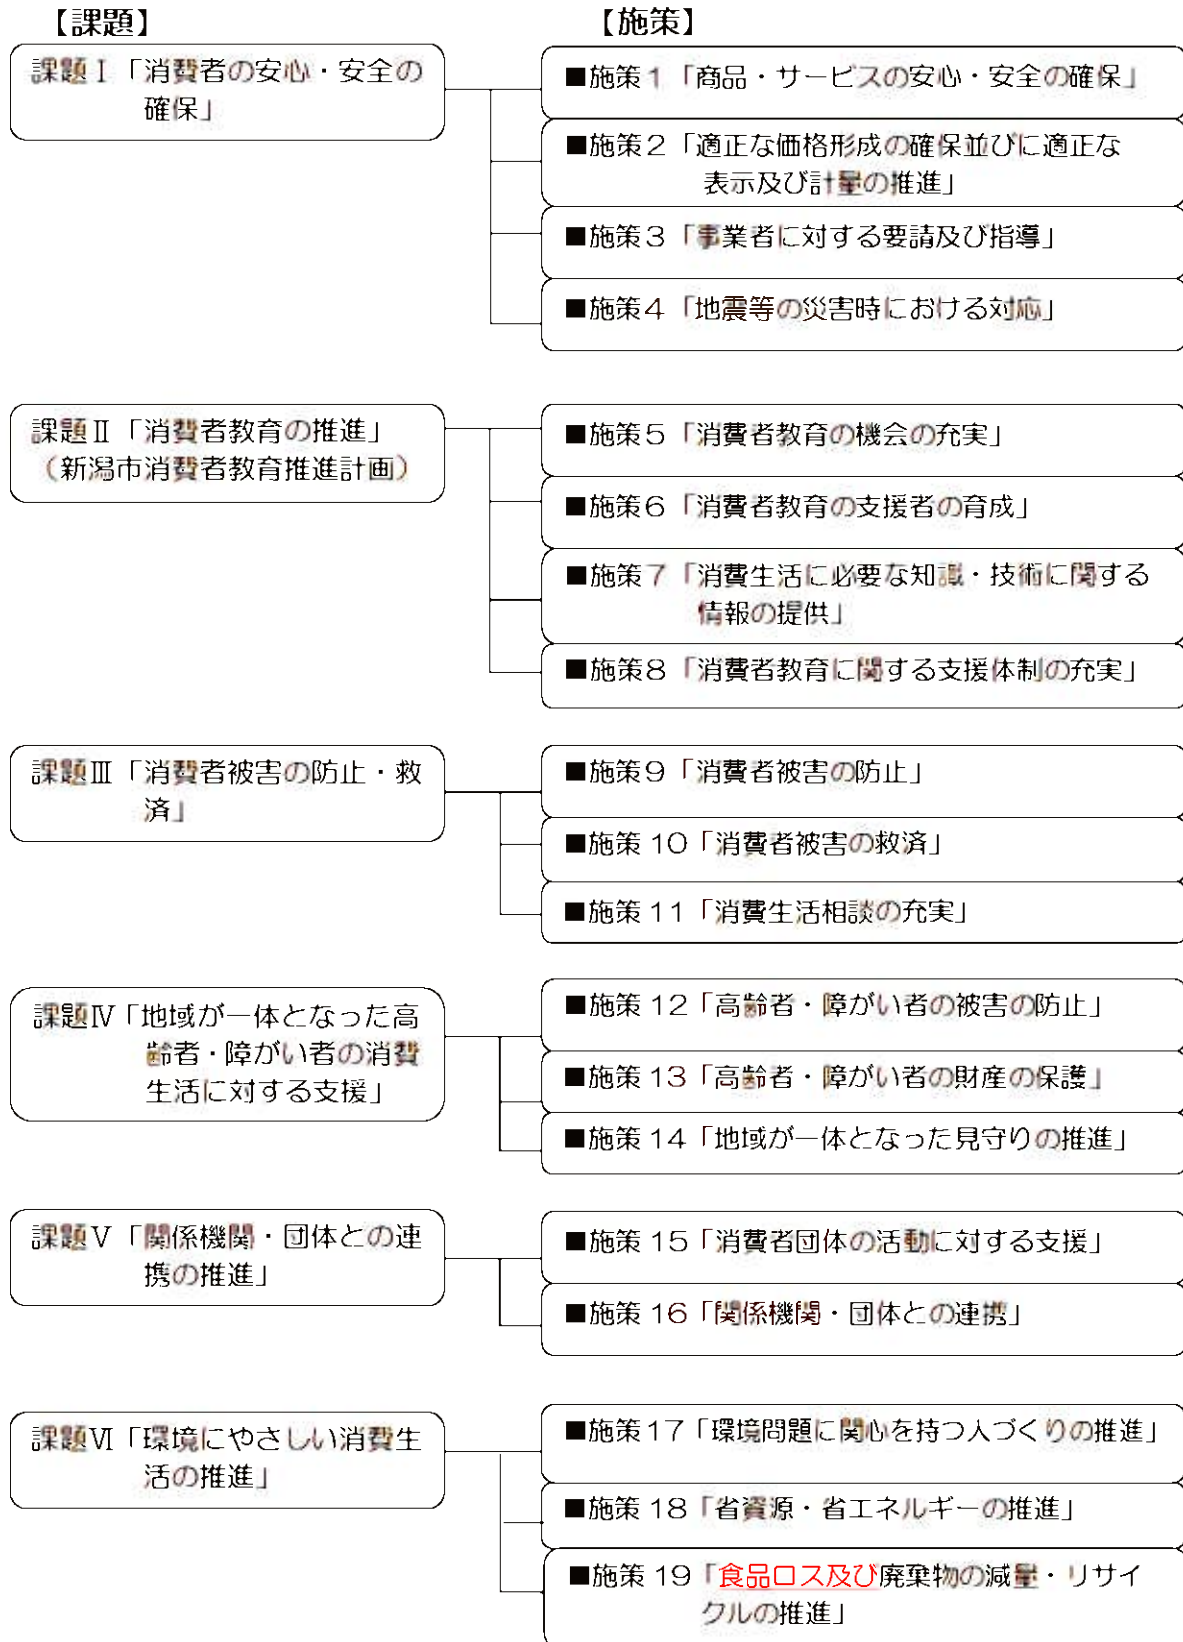 【課題】
【施策】
課題Ⅰ「消費者の安心・安全の
確保」
■施策１「商品・サービスの安心・安全の確保」
■施策２「適正な価格形成の確保並びに適正な
表示及び計量の推進」
■施策３「事業者に対する要請及び指導」
■施策４「地震等の災害時における対応」
課題Ⅱ「消費者教育の推進」
（新潟市消費者教育推進計画）
■施策５「消費者教育の機会の充実」
■施策６「消費者教育の支援者の育成」
■施策７「消費生活に必要な知識・技術に関する
情報の提供」
■施策８「消費者教育に関する支援体制の充実」
課題Ⅲ「消費者被害の防止・救
済」
■施策９「消費者被害の防止」
■施策 10「消費者被害の救済」
■施策 11「消費生活相談の充実」
課題Ⅳ「地域が一体となった高
齢者・障がい者の消費
生活に対する支援」
■施策 12「高齢者・障がい者の被害の防止」
■施策 13「高齢者・障がい者の財産の保護」
■施策 14「地域が一体となった見守りの推進」
課題Ⅴ「関係機関・団体との連
携の推進」
■施策 15「消費者団体の活動に対する支援」
■施策 16「関係機関・団体との連携」
課題Ⅵ「環境にやさしい消費生
活の推進」
■施策 17「環境問題に関心を持つ人づくりの推進」
■施策 18「省資源・省エネルギーの推進」
■施策 19「食品ロス及び廃棄物の減量・リサイ
クルの推進」